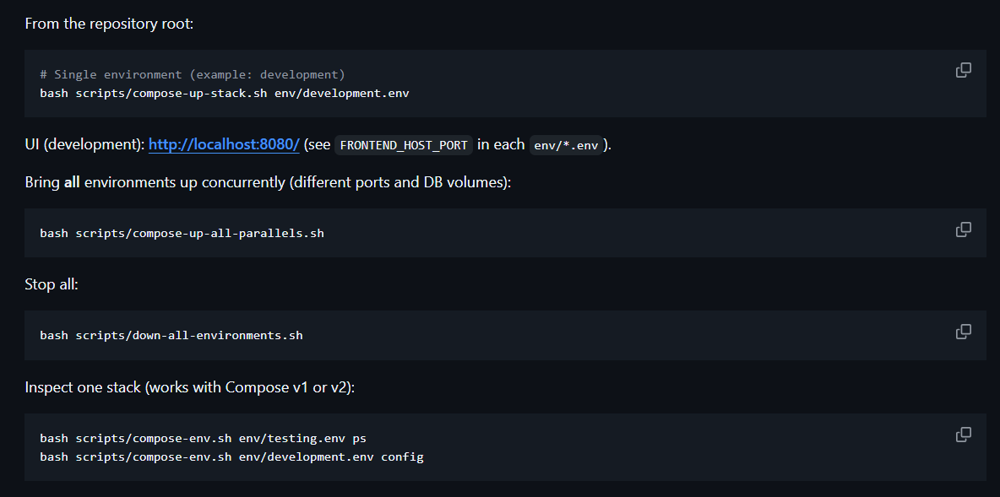 From the repository root:
# Single environment (example: development)
bash scripts/compose-up-stack.sh env/development.env
UI (development): http://localhost:8080/ (see FRONTEND_HOST_PORT in each env/*.env ).
Bring all environments up concurrently (different ports and DB volumes):
bash scripts/compose-up-all-parallels.sh
Stop all:
bash scripts/down-all-environments.sh
Inspect one stack (works with Compose v1 or v2):
bash scripts/compose-env.sh env/testing.env ps
bash scripts/compose-env.sh env/development.env config